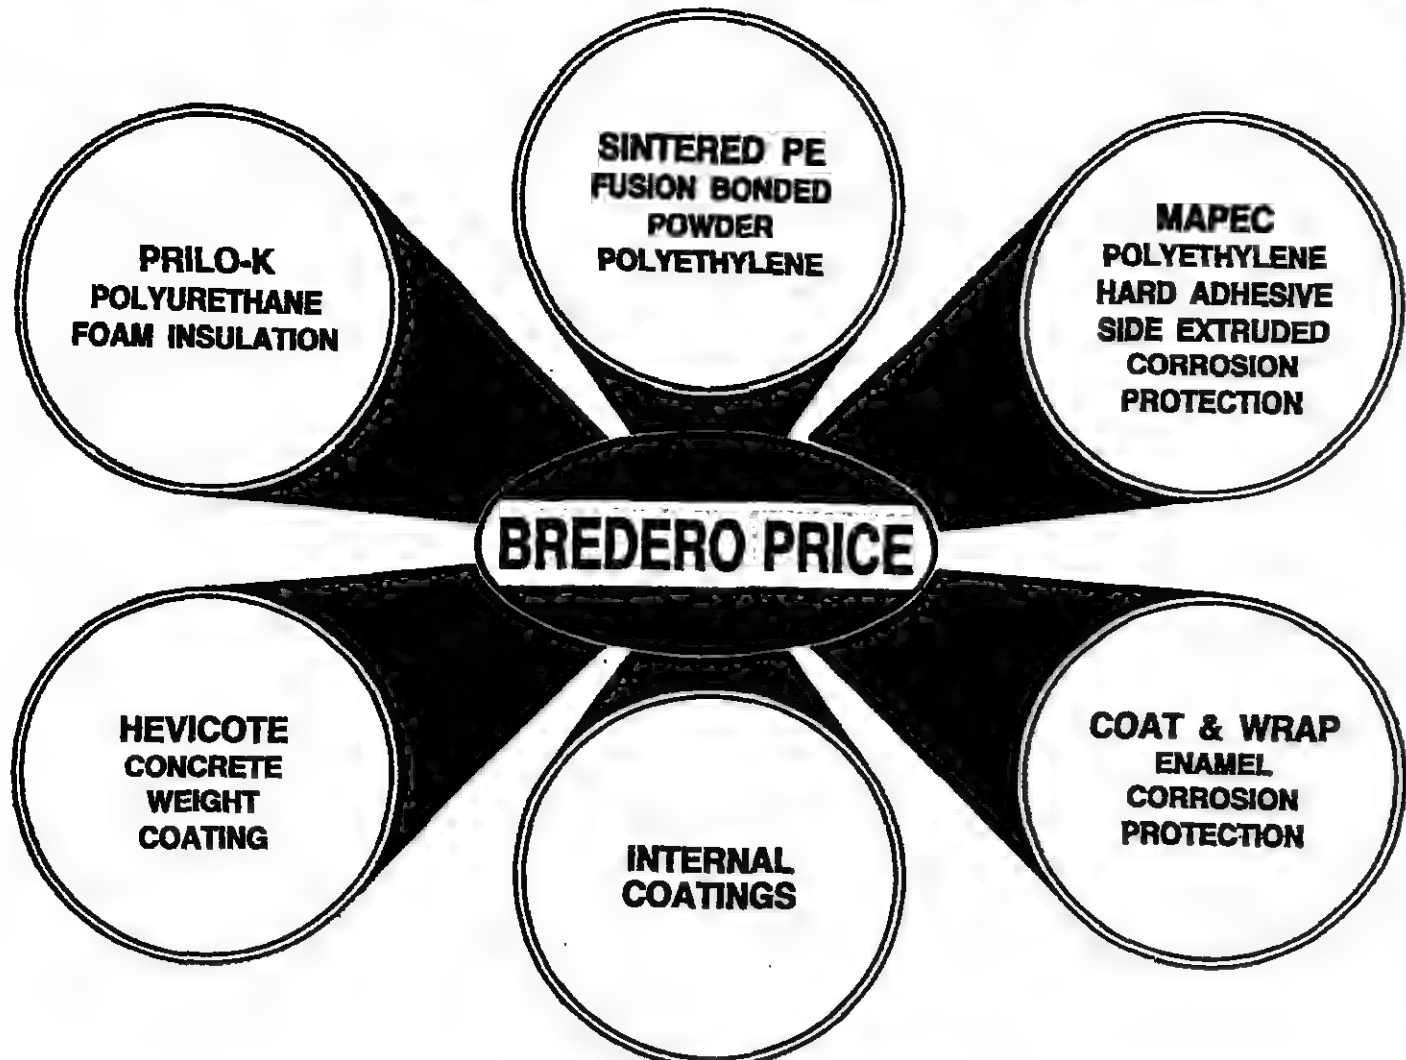 SINTERED PE
FUSION BONDED
POWDER
POLYETHYLENE
PRILO-K
POLYURETHANE
FOAM INSULATION
MAPEC
POLYETHYLENE
HARD ADHESIVE
SIDE EXTRUDED
CORROSION
PROTECTION
BREDERO PRICE
HEVICOTE
CONCRETE
WEIGHT
COATING
INTERNAL
COATINGS
COAT & WRAP
ENAMEL
CORROSION
PROTECTION